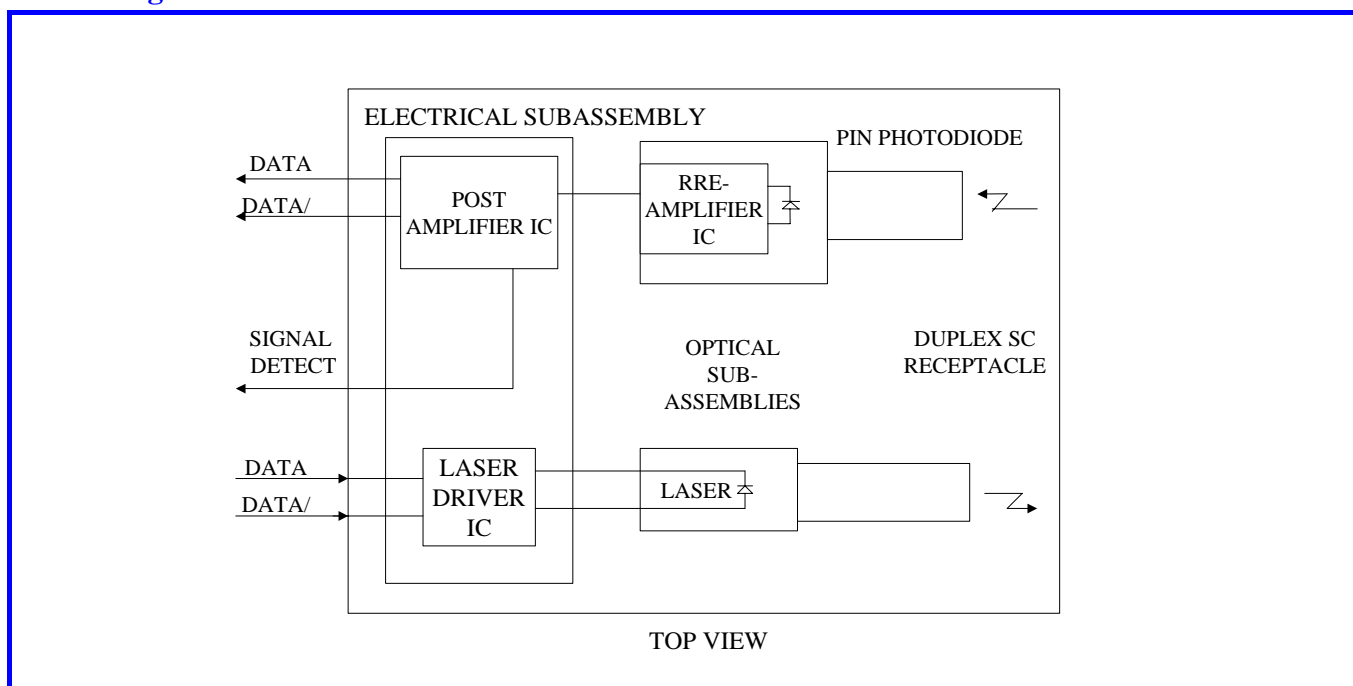 ELECTRICAL SUBASSEMBLY
PIN PHOTODIODE
DATA
DATA/
POST
AMPLIFIER IC
RRE-
AMPLIFIER
IC
SIGNAL
DETECT
OPTICAL
SUB-
ASSEMBLIES
DUPLEX SC
RECEPTACLE
DATA
DATA/
LASER
DRIVER
IC
LASER
TOP VIEW